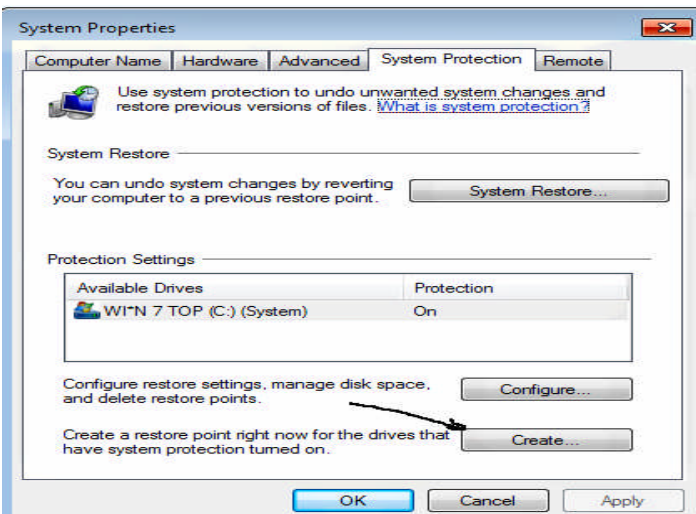 System Properties
Computer Name Hardware Advanced System Protection Remote
Use system protection to undo unwanted system changes and
restore previous versions of files. What is system protection?
System Restore
You can undo system changes by reverting
your computer to a previous restore point.
System Restore...
Protection Settings
Available Drives Protection
WI*N 7 TOP (C:) (System) On
Configure restore settings, manage disk space,
and delete restore points.
Configure...
Create a restore point right now for the drives that
have system protection turned on.
Create...
OK Cancel Apply